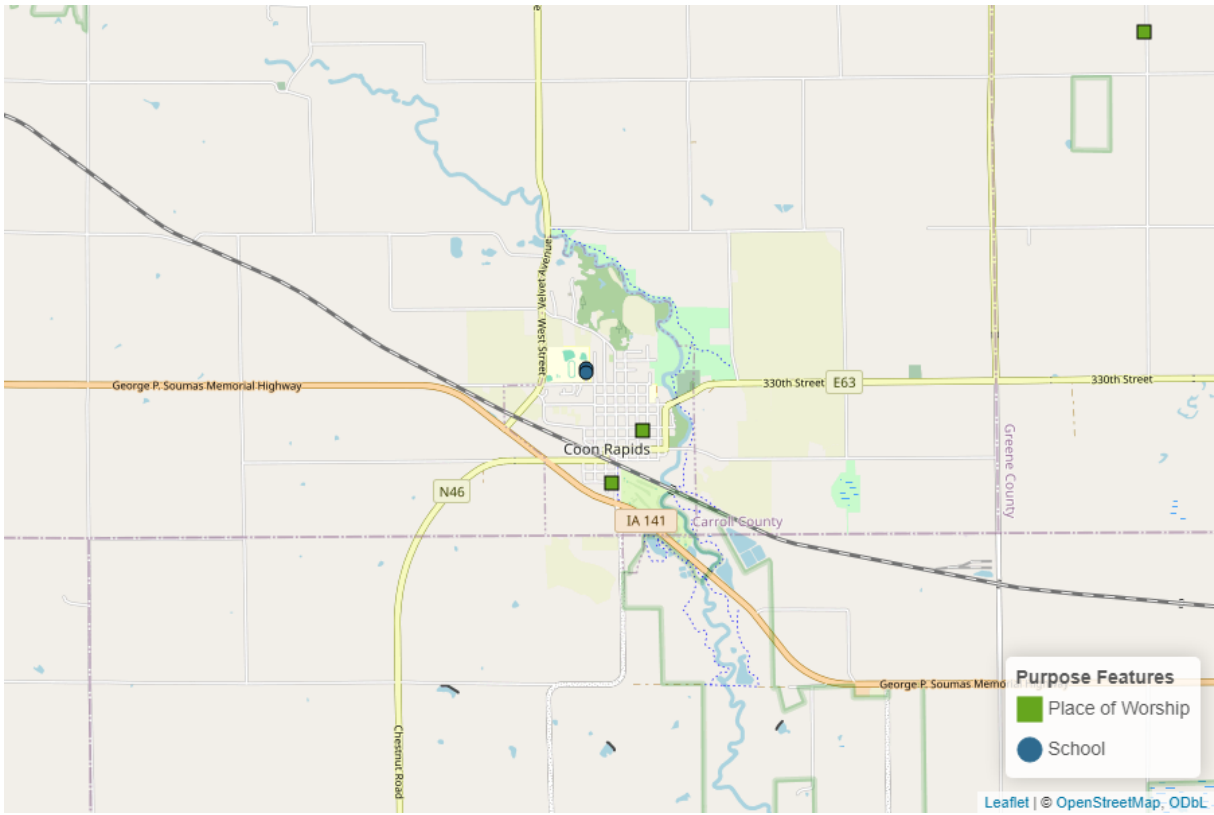 Velvet Avenue
West Street
George P. Soumas Memorial Highway
330th Street
E63
330th Street
Coon Rapids
N46
IA 141
Carroll County
Greene County
Chestnut Road
George P. Soumas Memorial Highway
Purpose Features
Place of Worship
School
Leaflet | © OpenStreetMap, ODbL